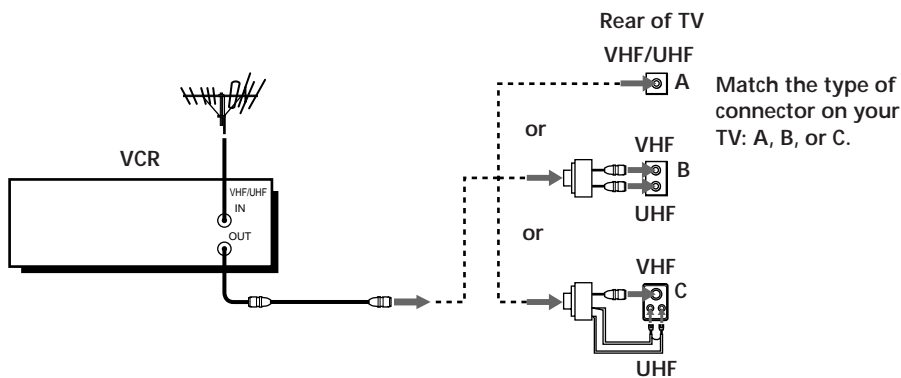 Rear of TV
VHF/UHF
A
Match the type of
connector on your
TV: A, B, or C.
or
VHF
B
UHF
VCR
VHF/UHF
IN
OUT
or
VHF
C
UHF